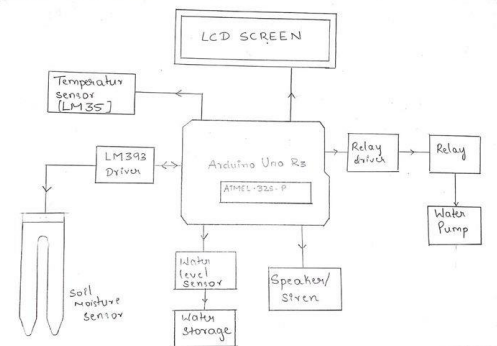 LCD SCREEN
Temperatur
sensor
[LM35]
LM393
Driver
Arduino Uno R3
ATMEL-328-P
Relay
driver
Relay
Water
Pump
Water
level
sensor
Speaker/
Siren
Water
Storage
Soil
Moisture
Sensor